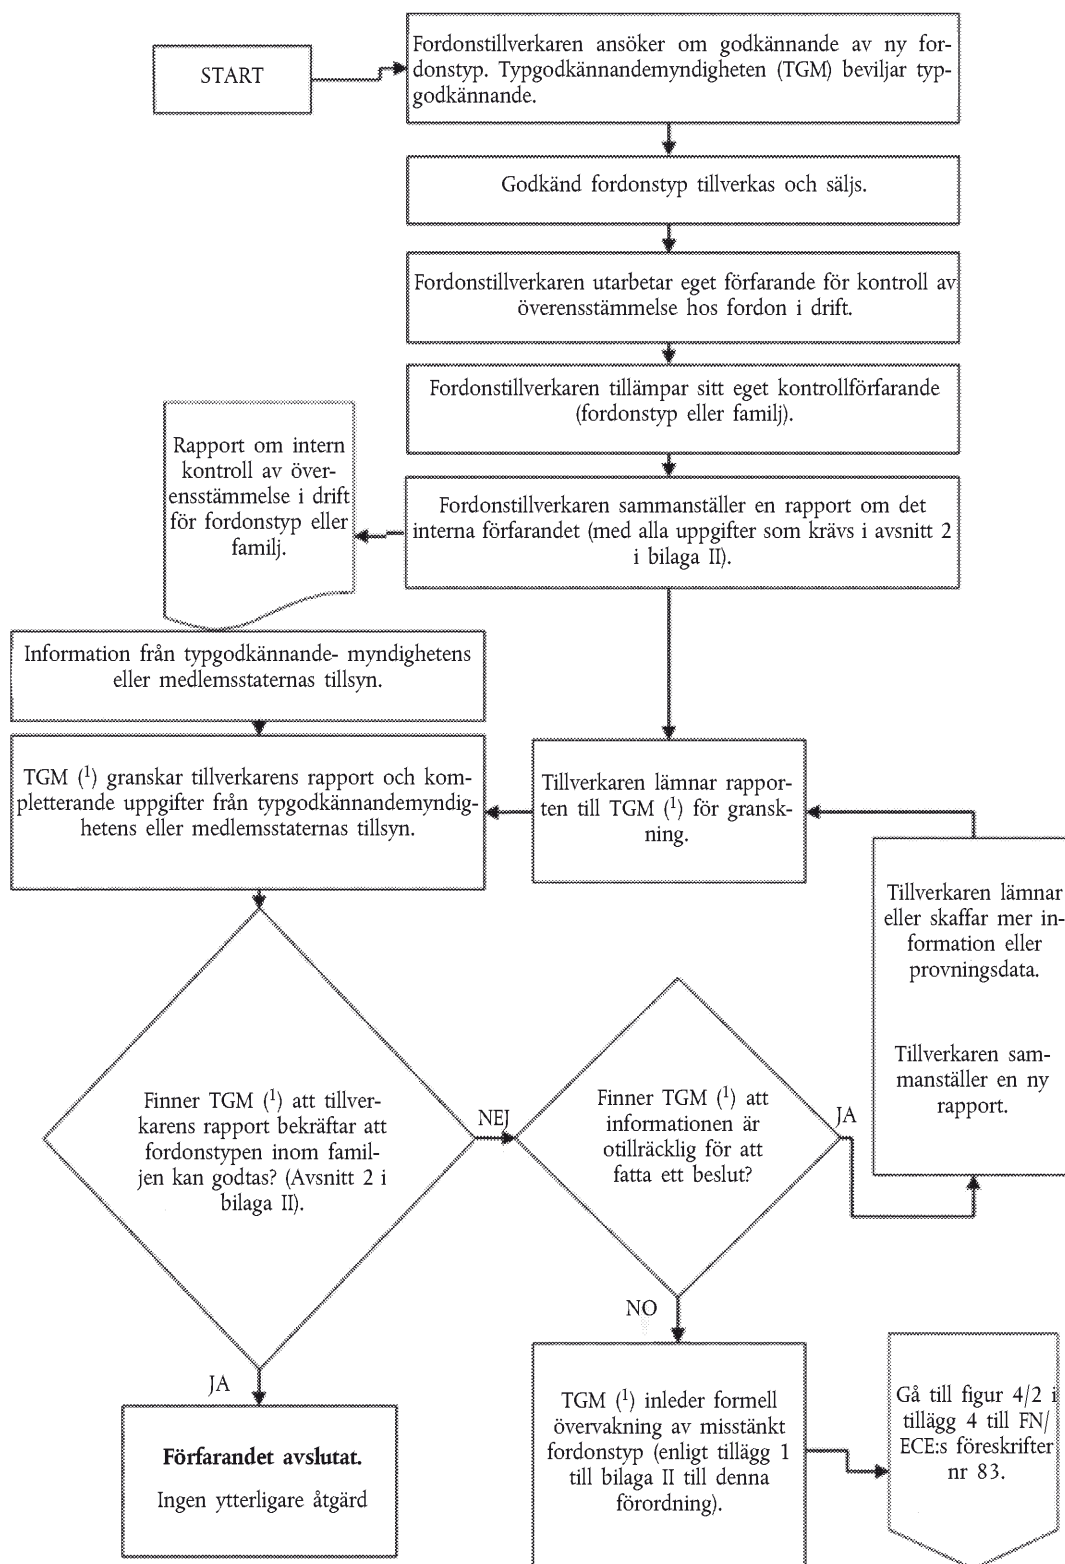 START
Fordonstillverkaren ansöker om godkännande av ny for-
donstyp. Typgodkännandemyndigheten (TGM) beviljar typ-
godkännande.
Godkänd fordonstyp tillverkas och säljs.
Fordonstillverkaren utarbetar eget förfarande för kontroll av
överensstämmelse hos fordon i drift.
Fordonstillverkaren tillämpar sitt eget kontrollförfarande
(fordonstyp eller familj).
Rapport om intern
kontroll av över-
ensstämmelse i drift
för fordonstyp eller
familj.
Fordonstillverkaren sammanställer en rapport om det
interna förfarandet (med alla uppgifter som krävs i avsnitt 2
i bilaga II).
Information från typgodkännande- myndighetens
eller medlemsstaternas tillsyn.
TGM (1) granskar tillverkarens rapport och kom-
pletterande uppgifter från typgodkännandemyndig-
hetens eller medlemsstaternas tillsyn.
Tillverkaren lämnar rappor-
ten till TGM (1) för gransk-
ning.
Tillverkaren lämnar
eller skaffar mer in-
formation eller
provningsdata.
Tillverkaren sam-
manställer en ny
rapport.
Finner TGM (1) att tillver-
karens rapport bekräftar att
fordonstypen inom famil-
jen kan godtas? (Avsnitt 2 i
bilaga II).
NEJ
Finner TGM (1) att
informationen är
otillräcklig för att
fatta ett beslut?
JA
NO
JA
Förfarandet avslutat.
Ingen ytterligare åtgärd
TGM (1) inleder formell
övervakning av misstänkt
fordonstyp (enligt tillägg 1
till bilaga II till denna
förordning).
Gå till figur 4/2 i
tillägg 4 till FN/
ECE:s föreskrifter
nr 83.